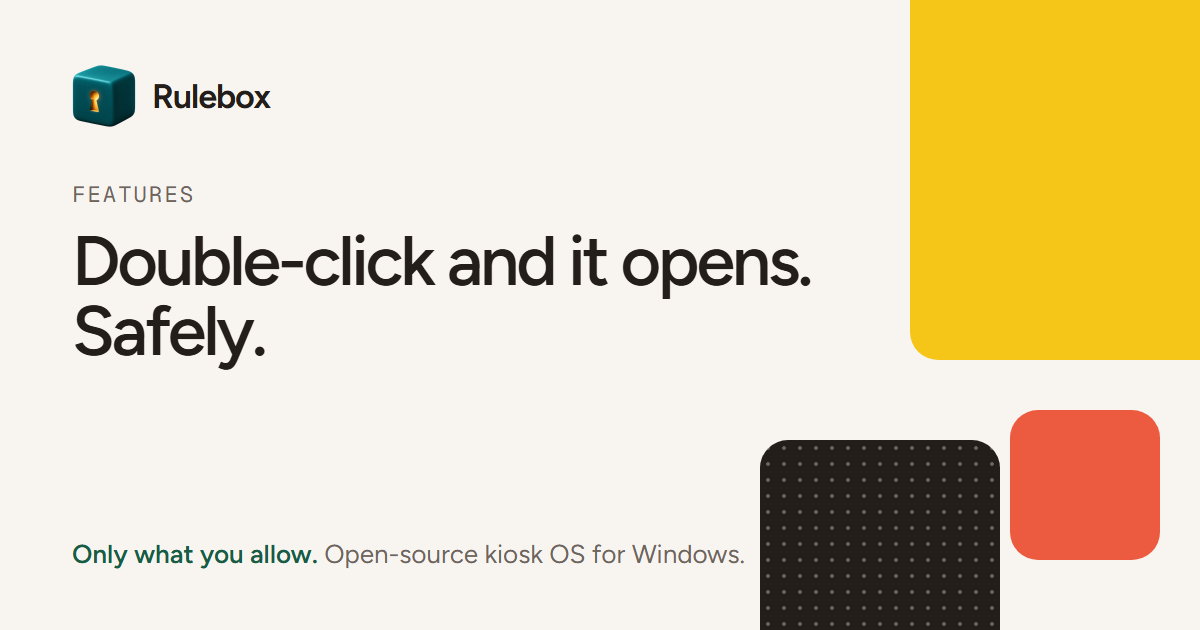 Rulebox
FEATURES
Double-click and it opens.
Safely.
Only what you allow. Open-source kiosk OS for Windows.